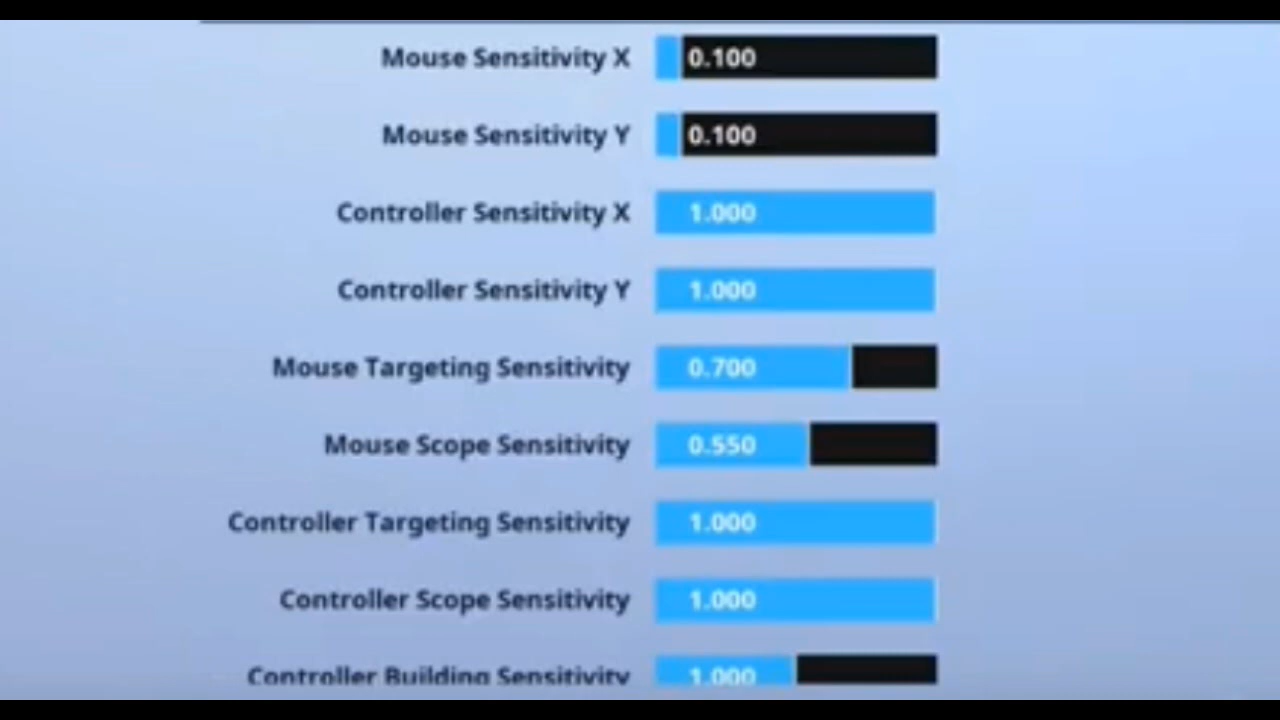 Mouse Sensitivity X 0.100
Mouse Sensitivity Y 0.100
Controller Sensitivity X 1.000
Controller Sensitivity Y 1.000
Mouse Targeting Sensitivity 0.700
Mouse Scope Sensitivity 0.550
Controller Targeting Sensitivity 1.000
Controller Scope Sensitivity 1.000
Controller Building Sensitivity 1.000